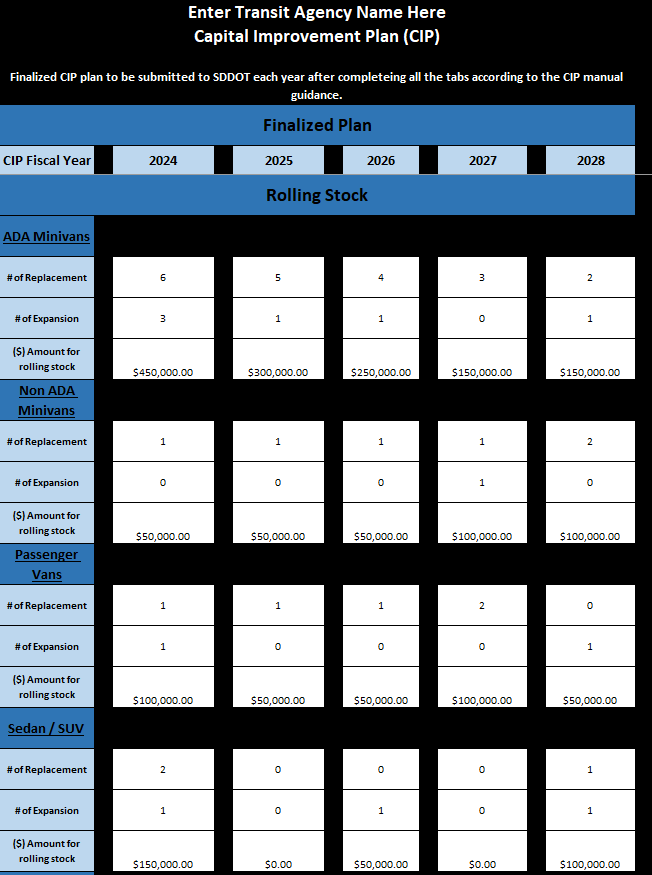 Enter Transit Agency Name Here
Capital Improvement Plan (CIP)
Finalized CIP plan to be submitted to SDDOT each year after completeing all the tabs according to the CIP manual
guidance.
Finalized Plan
CIP Fiscal Year 2024 2025 2026 2027 2028
Rolling Stock
ADA Minivans
# of Replacement 6 5 4 3 2
# of Expansion 3 1 1 0 1
($) Amount for
rolling stock $450,000.00 $300,000.00 $250,000.00 $150,000.00 $150,000.00
Non ADA
Minivans
# of Replacement 1 1 1 1 2
# of Expansion 0 0 0 1 0
($) Amount for
rolling stock $50,000.00 $50,000.00 $50,000.00 $100,000.00 $100,000.00
Passenger
Vans
# of Replacement 1 1 1 2 0
# of Expansion 1 0 0 0 1
($) Amount for
rolling stock $100,000.00 $50,000.00 $50,000.00 $100,000.00 $50,000.00
Sedan / SUV
# of Replacement 2 0 0 0 1
# of Expansion 1 0 1 0 1
($) Amount for
rolling stock $150,000.00 $0.00 $50,000.00 $0.00 $100,000.00